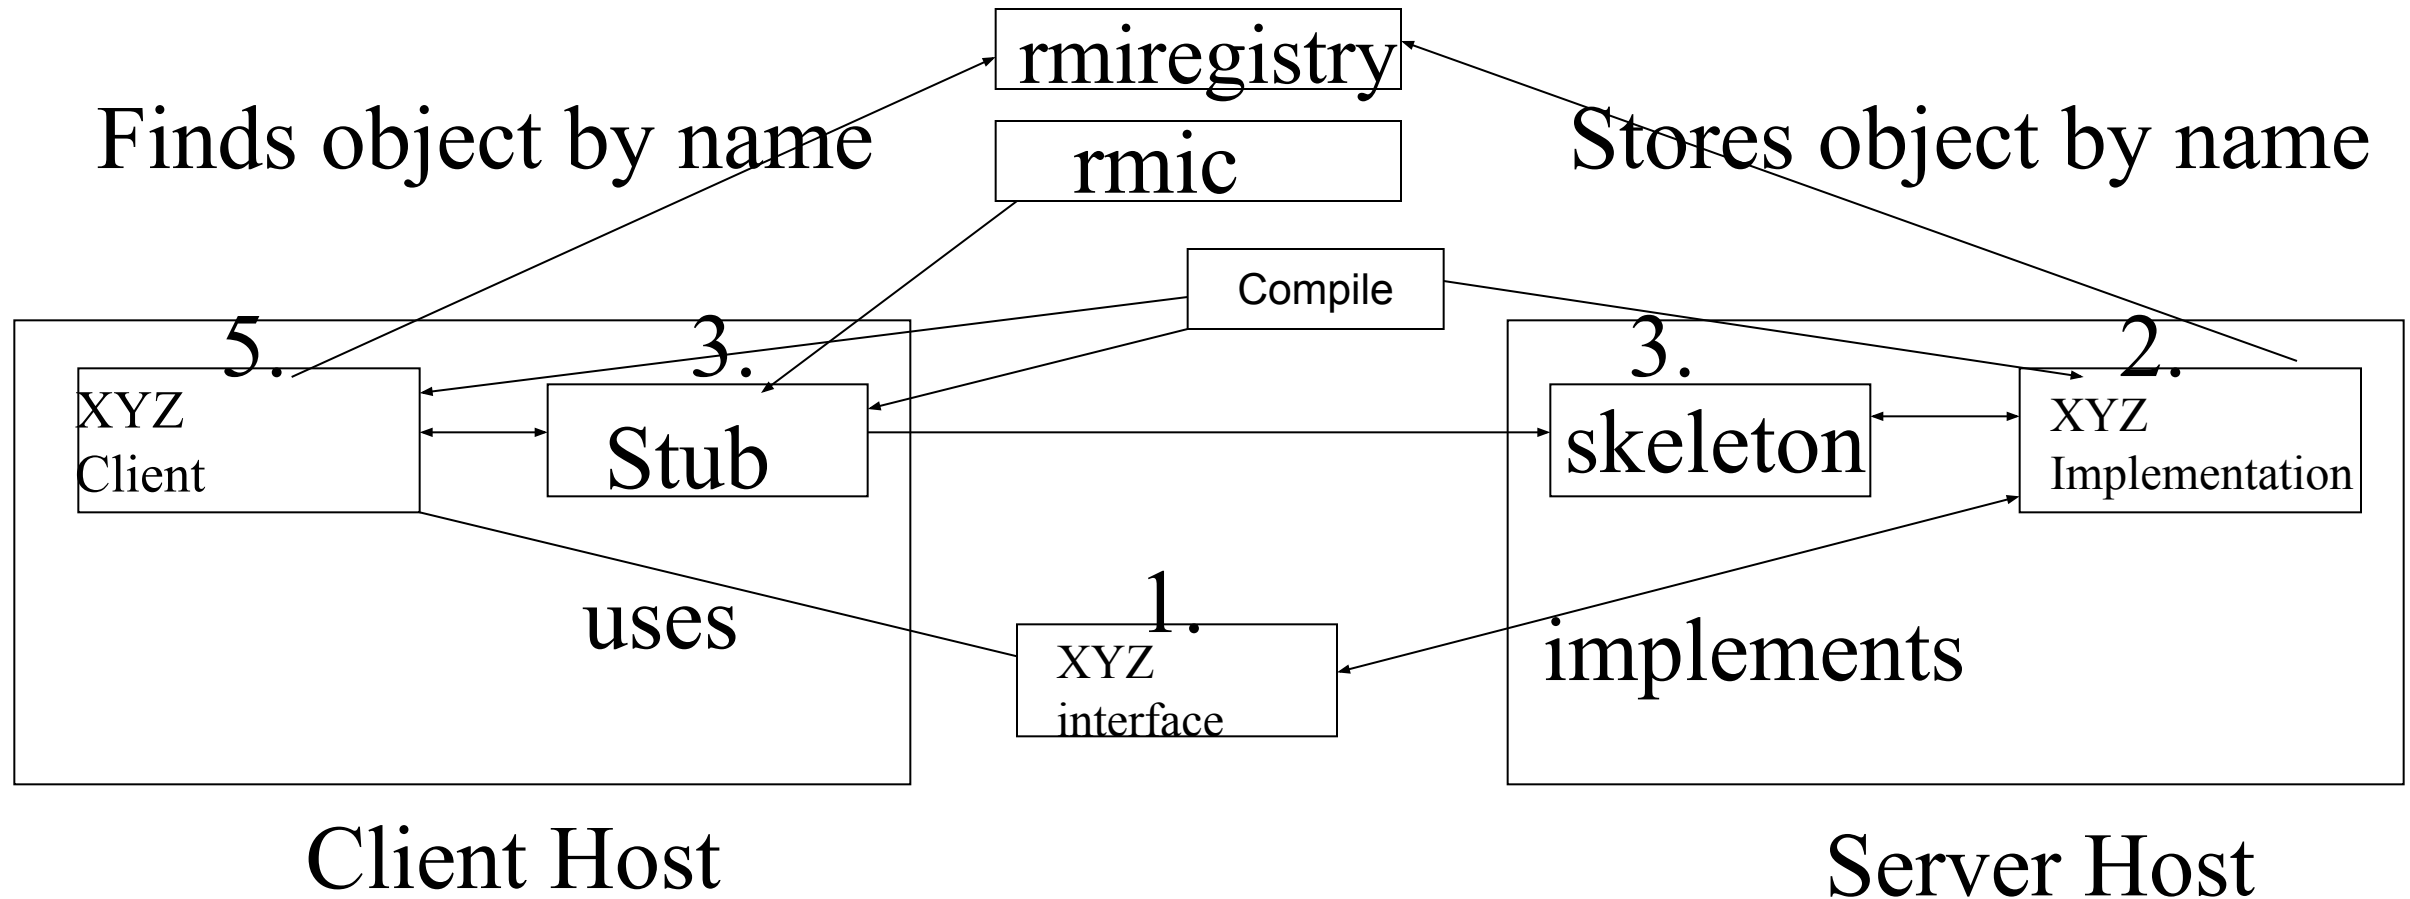 rmiregistry
Finds object by name
Stores object by name
rmic
Compile
5.
3.
3.
2.
XYZ
Client
Stub
skeleton
XYZ
Implementation
uses
1.
XYZ
interface
implements
Client Host
Server Host